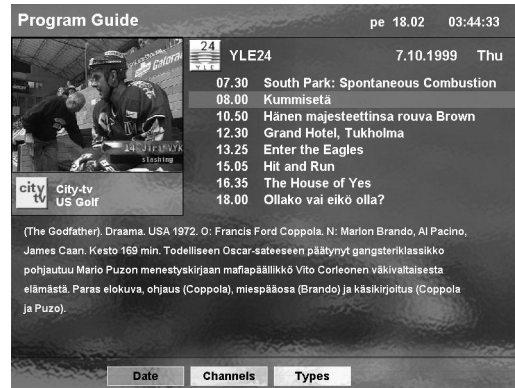 Program Guide
pe 18.02 03:44:33
24
YLE
YLE24 7.10.1999 Thu
07.30 South Park: Spontaneous Combustion
08.00 Kummisetä
10.50 Hänen majesteettinsa rouva Brown
12.30 Grand Hotel, Tukholma
13.25 Enter the Eagles
15.05 Hit and Run
16.35 The House of Yes
18.00 Ollako vai eikö olla?
Gatora
14
slashing
city
tv
City-tv
US Golf
(The Godfather). Draama. USA 1972. O: Francis Ford Coppola. N: Marlon Brando, Al Pacino,
James Caan. Kesto 169 min. Todelliseen Oscar-sateeseen päätynyt gangsteriklassikko
pohjautuu Mario Puzon menestyskirjaan mafiapäällikkö Vito Corleonen väkivaltaisesta
elämästä. Paras elokuva, ohjaus (Coppola), miespääosa (Brando) ja käsikirjoitus (Coppola
ja Puzo).
Date Channels Types